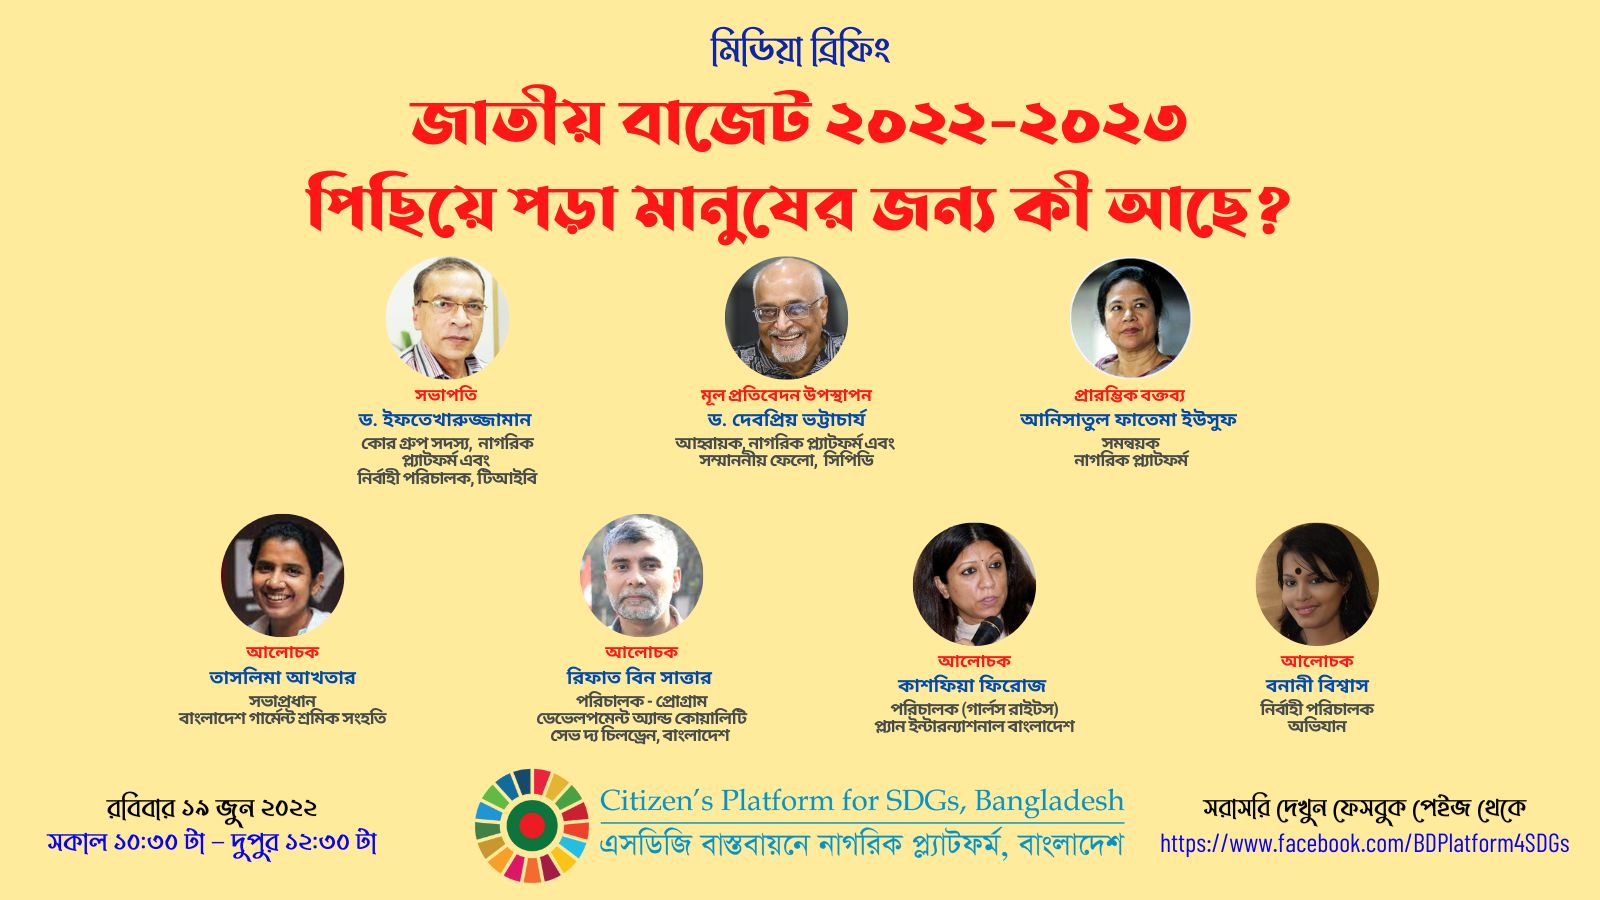 মিডিয়া ব্রিফিং
জাতীয় বাজেট ২০২২-২০২৩
পিছিয়ে পড়া মানুষের জন্য কী আছে?
সভাপতি
ড. ইফতেখারুজ্জামান
কোর গ্রুপ সদস্য, নাগরিক
প্ল্যাটফর্ম এবং
নির্বাহী পরিচালক, টিআইবি
মূল প্রতিবেদন উপস্থাপন
ড. দেবপ্রিয় ভট্টাচার্য
আহ্বায়ক, নাগরিক প্ল্যাটফর্ম এবং
সম্মাননীয় ফেলো, সিপিডি
প্রারম্ভিক বক্তব্য
আনিসাতুল ফাতেমা ইউসুফ
সমন্বয়ক
নাগরিক প্ল্যাটফর্ম
আলোচক
তাসলিমা আখতার
সভাপ্রধান
বাংলাদেশ গার্মেন্ট শ্রমিক সংহতি
আলোচক
রিফাত বিন সাত্তার
পরিচালক - প্রোগ্রাম
ডেভেলপমেন্ট অ্যান্ড কোয়ালিটি
সেভ দ্য চিলড্রেন, বাংলাদেশ
আলোচক
কাশফিয়া ফিরোজ
পরিচালক (গার্লস রাইটস)
প্ল্যান ইন্টারন্যাশনাল বাংলাদেশ
আলোচক
বনানী বিশ্বাস
নির্বাহী পরিচালক
অভিযান
রবিবার ১৯ জুন ২০২২
সকাল ১০:৩০ টা – দুপুর ১২:৩০ টা
Citizen's Platform for SDGs, Bangladesh
এসডিজি বাস্তবায়নে নাগরিক প্ল্যাটফর্ম, বাংলাদেশ
সরাসরি দেখুন ফেসবুক পেইজ থেকে
https://www.facebook.com/BDPlatform4SDGs